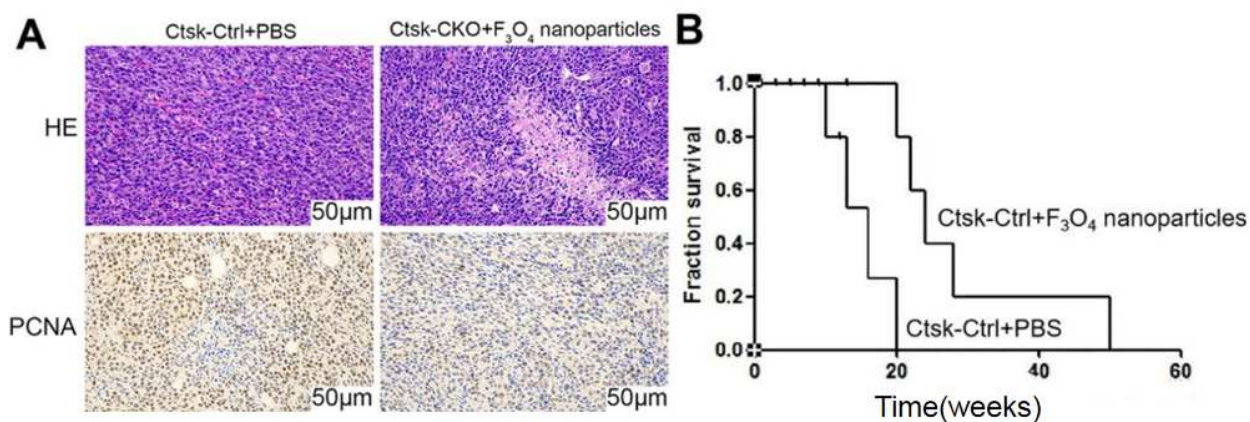 A
Ctsk-Ctrl+PBS
Ctsk-CKO+F₃O₄ nanoparticles
HE
50μm
50μm
PCNA
50μm
50μm
B
Fraction survival
1.0
0.8
0.6
0.4
0.2
0.0
Ctsk-Ctrl+F₃O₄ nanoparticles
Ctsk-Ctrl+PBS
0
20
40
60
Time(weeks)